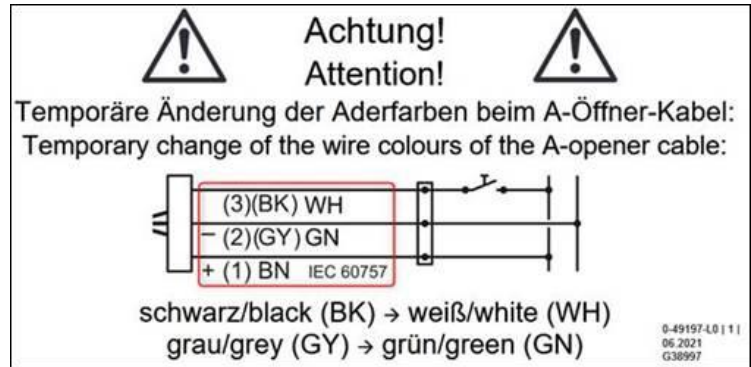 Achtung!
Attention!
Temporäre Änderung der Aderfarben beim A-Öffner-Kabel:
Temporary change of the wire colours of the A-opener cable:
(3)(BK) WH
– (2)(GY) GN
+ (1) BN IEC 60757
schwarz/black (BK) → weiß/white (WH)
grau/grey (GY) → grün/green (GN)
0-49197-L0 | 1 |
06.2021
G38997